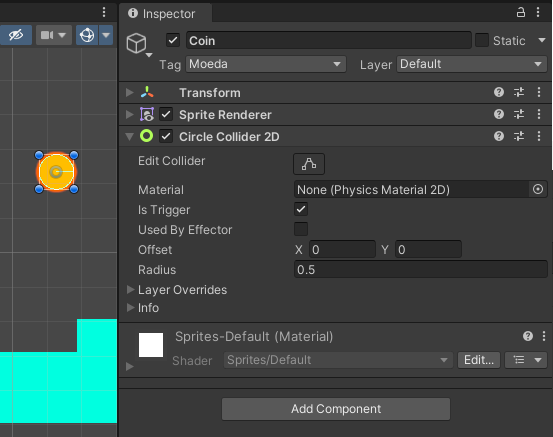 Inspector
Coin
Static
Tag Moeda Layer Default
Transform
Sprite Renderer
Circle Collider 2D
Edit Collider
Material None (Physics Material 2D)
Is Trigger
Used By Effector
Offset X 0 Y 0
Radius 0.5
Layer Overrides
Info
Sprites-Default (Material)
Shader Sprites/Default Edit...
Add Component